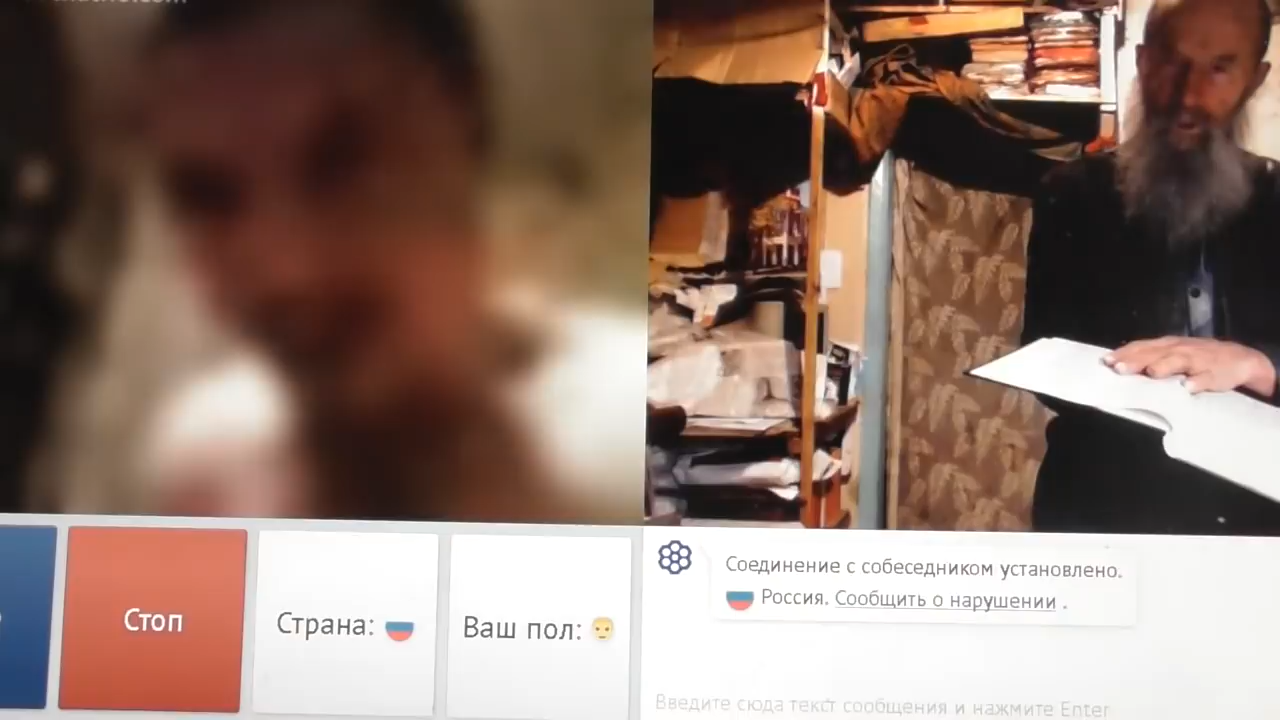 Стоп
Страна:
Ваш пол:
Соединение с собеседником установлено.
Россия. Сообщить о нарушении .
Введите сюда текст сообщения и нажмите Enter